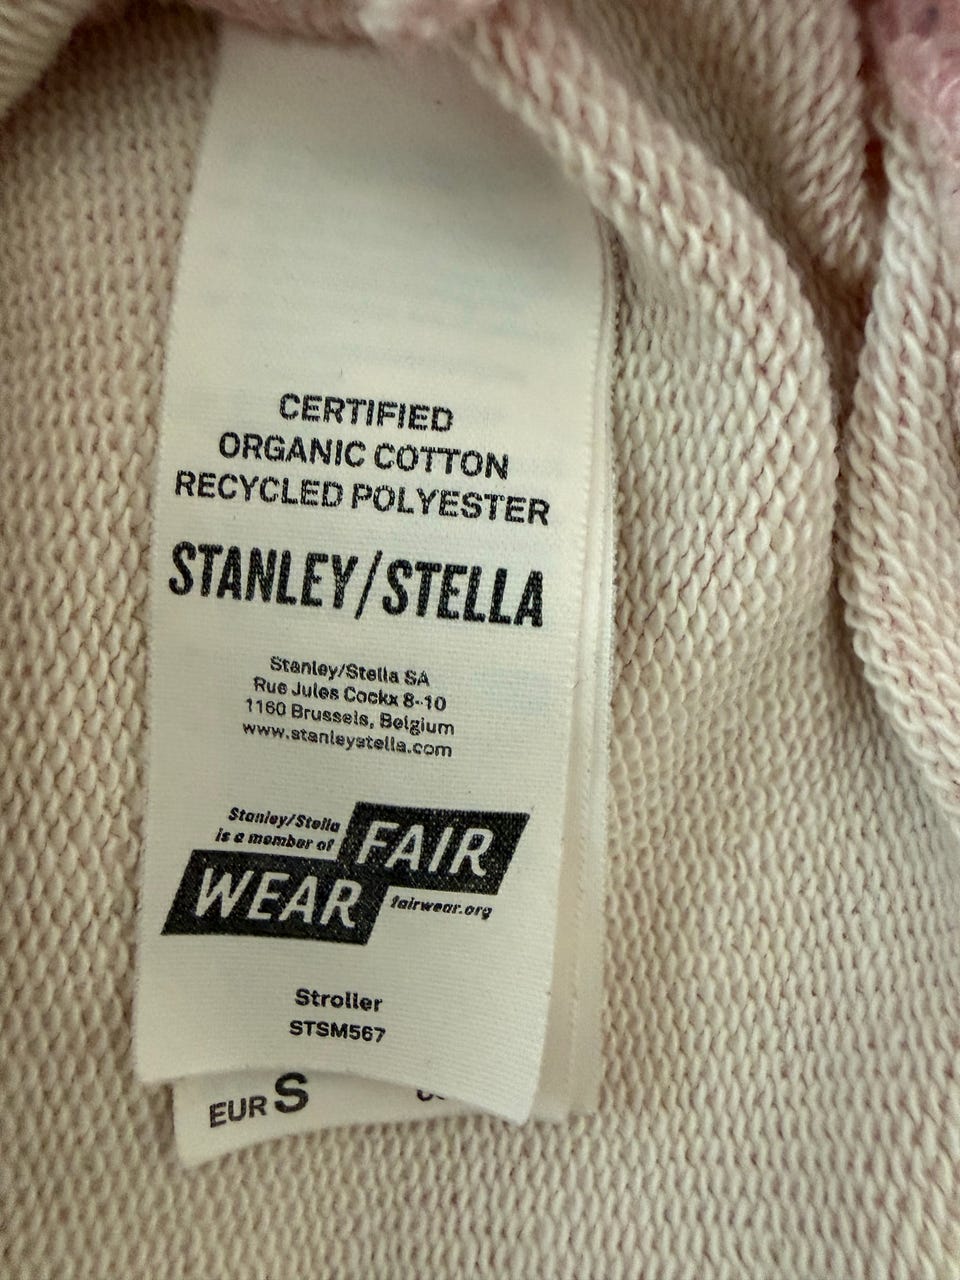 CERTIFIED
ORGANIC COTTON
RECYCLED POLYESTER
STANLEY/STELLA
Stanley/Stella SA
Rue Jules Cockx 8-10
1160 Brussels, Belgium
www.stanleystella.com
Stanley/Stella
is a member of
FAIR
WEAR
fairwear.org
Stroller
STSM567
EUR S